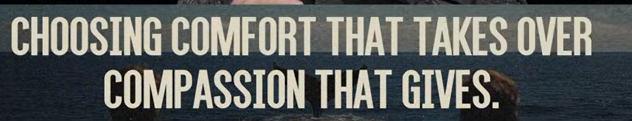 CHOOSING COMFORT THAT TAKES OVER
COMPASSION THAT GIVES.